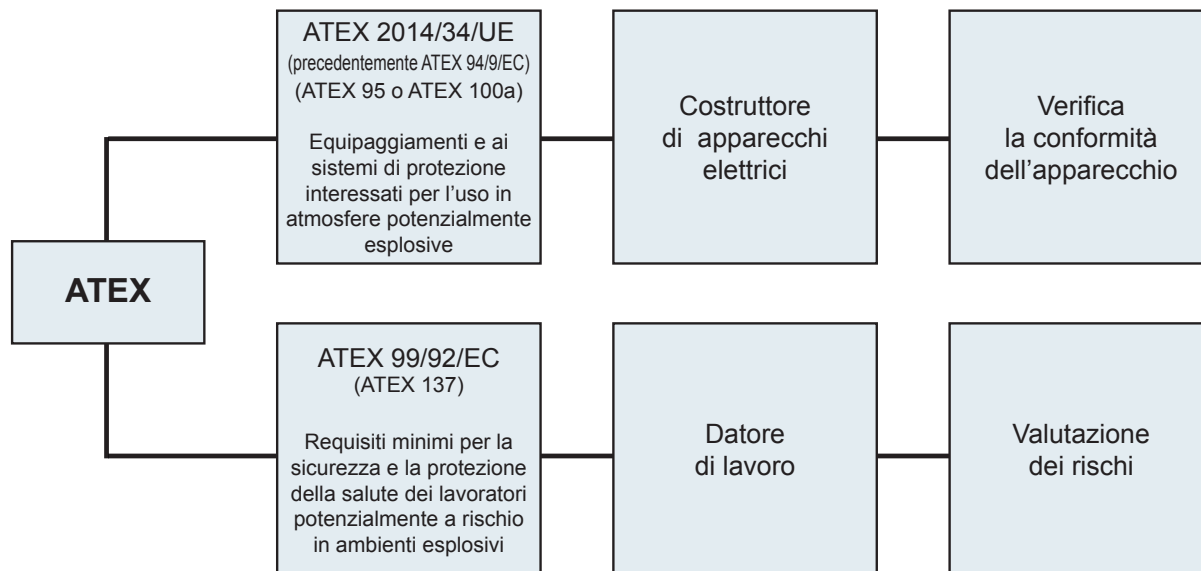 ATEX
ATEX 2014/34/UE
(precedentemente ATEX 94/9/EC)
(ATEX 95 o ATEX 100a)
Equipaggiamenti e ai
sistemi di protezione
interessati per l’uso in
atmosfere potenzialmente
esplosive
Costruttore
di apparecchi
elettrici
Verifica
la conformità
dell’apparecchio
ATEX 99/92/EC
(ATEX 137)
Requisiti minimi per la
sicurezza e la protezione
della salute dei lavoratori
potenzialmente a rischio
in ambienti esplosivi
Datore
di lavoro
Valutazione
dei rischi